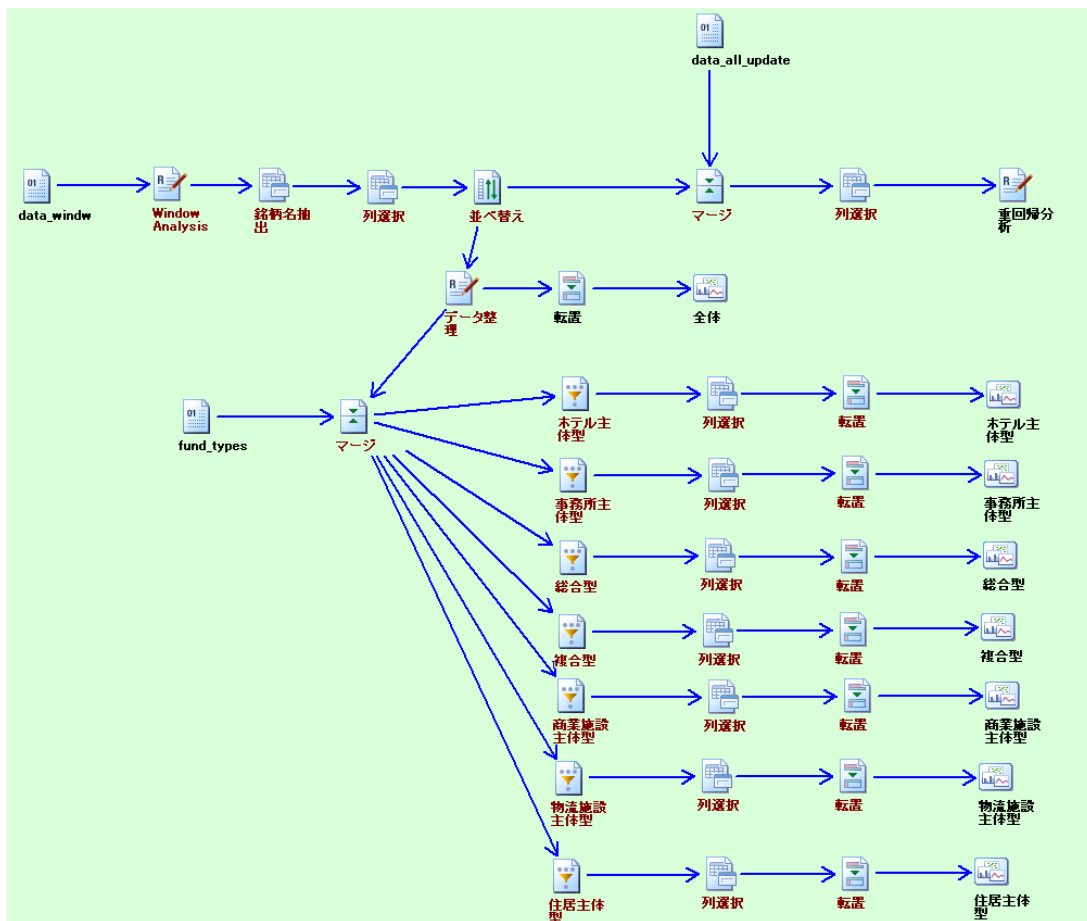 data_all_update
data_windw
Window
Analysis
銘柄名抽
出
列選択
並べ替え
マージ
列選択
重回帰分
析
データ整
理
転置
全体
fund_types
マージ
ホテル主
体型
列選択
転置
ホテル主
体型
事務所主
体型
列選択
転置
事務所主
体型
総合型
列選択
転置
総合型
複合型
列選択
転置
複合型
商業施設
主体型
列選択
転置
商業施設
主体型
物流施設
主体型
列選択
転置
物流施設
主体型
住居主体
型
列選択
転置
住居主体
型